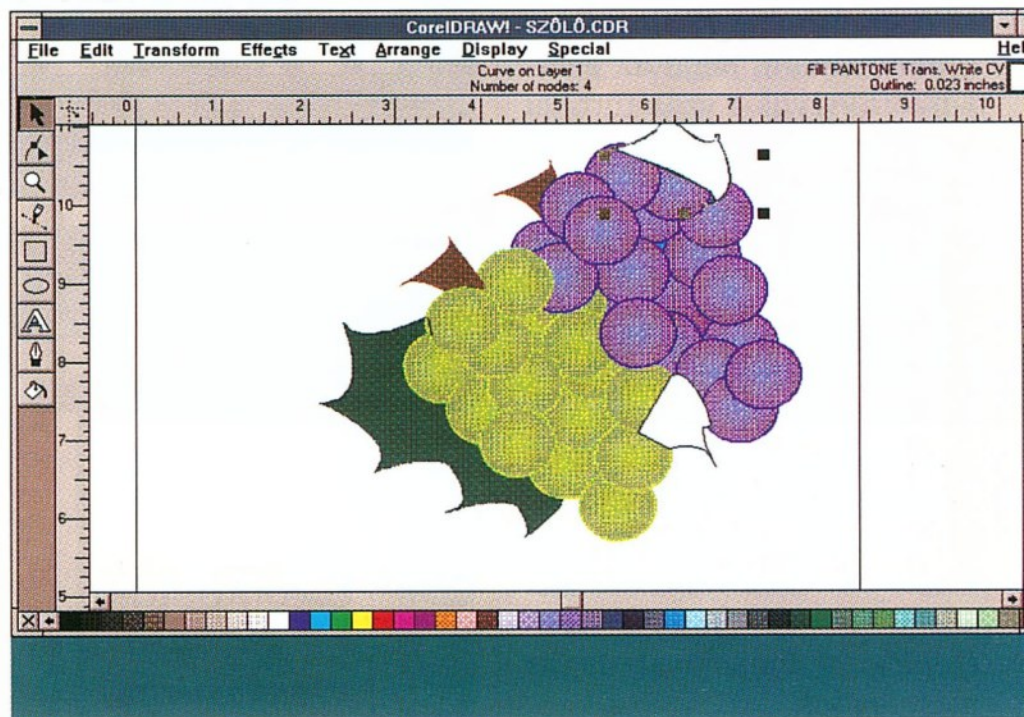 CorelDRAW! - SZÔLÔ.CDR
File Edit Transform Effects Text Arrange Display Special Hel
Curve on Layer 1 Fill: PANTONE Trans. White CV
Number of nodes: 4 Outline: 0.023 inches
0 1 2 3 4 5 6 7 8 9 10
11
10
9
8
7
6
5